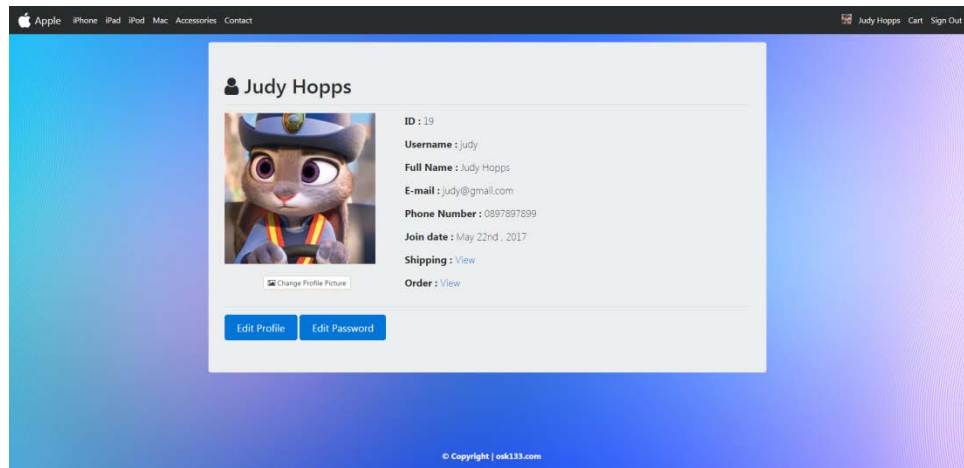 Apple iPhone iPad iPod Mac Accessories Contact Judy Hopps Cart Sign Out
Judy Hopps
ID : 19
Username : judy
Full Name : Judy Hopps
E-mail : judy@gmail.com
Phone Number : 0897897899
Join date : May 22nd , 2017
Shipping : View
Order : View
Change Profile Picture
Edit Profile Edit Password
© Copyright | osk133.com